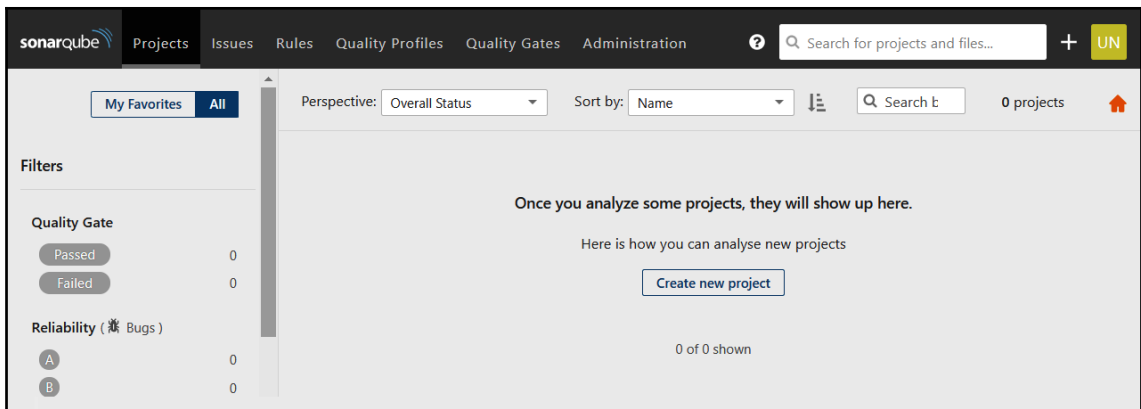 sonarqube Projects Issues Rules Quality Profiles Quality Gates Administration ? Search for projects and files... + UN
My Favorites All
Perspective: Overall Status Sort by: Name Search b 0 projects
Filters
Once you analyze some projects, they will show up here.
Quality Gate
Here is how you can analyse new projects
Passed 0
Failed 0
Create new project
Reliability ( Bugs )
0 of 0 shown
A 0
B 0